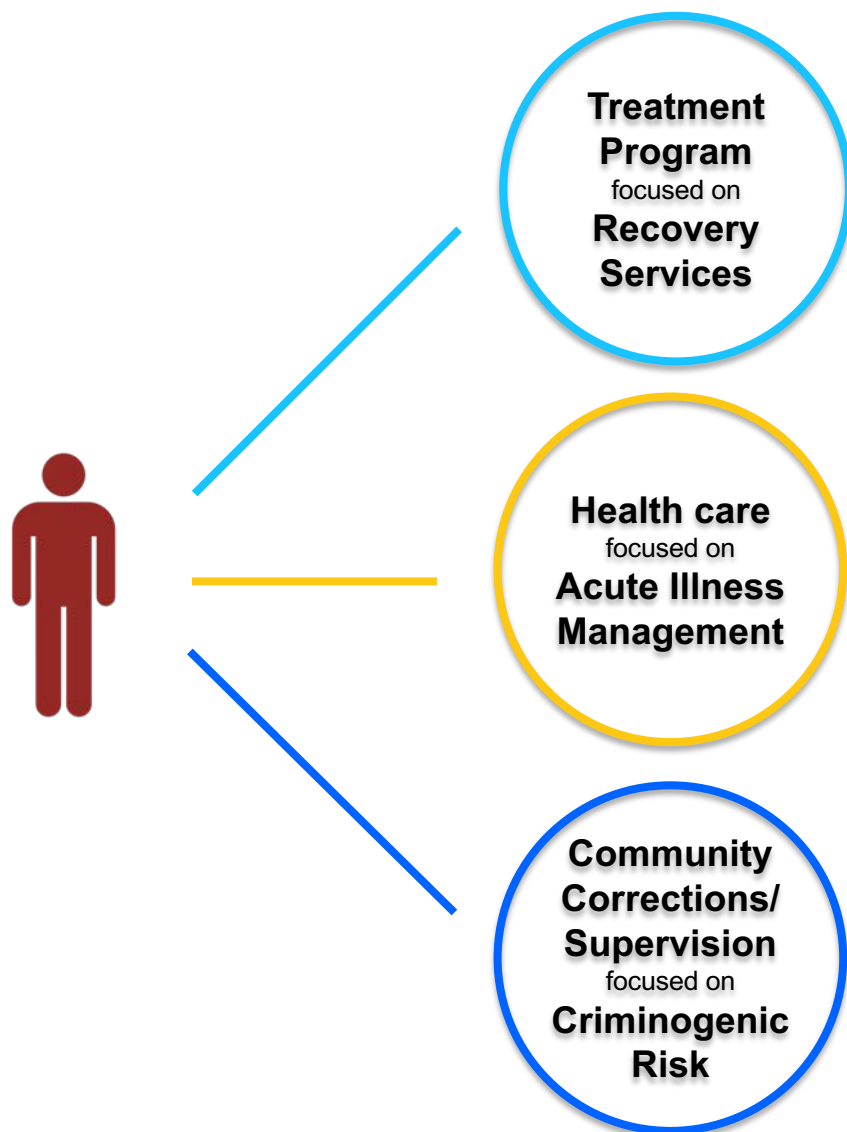 Treatment
Program
focused on
Recovery
Services
Health care
focused on
Acute Illness
Management
Community
Corrections/
Supervision
focused on
Criminogenic
Risk